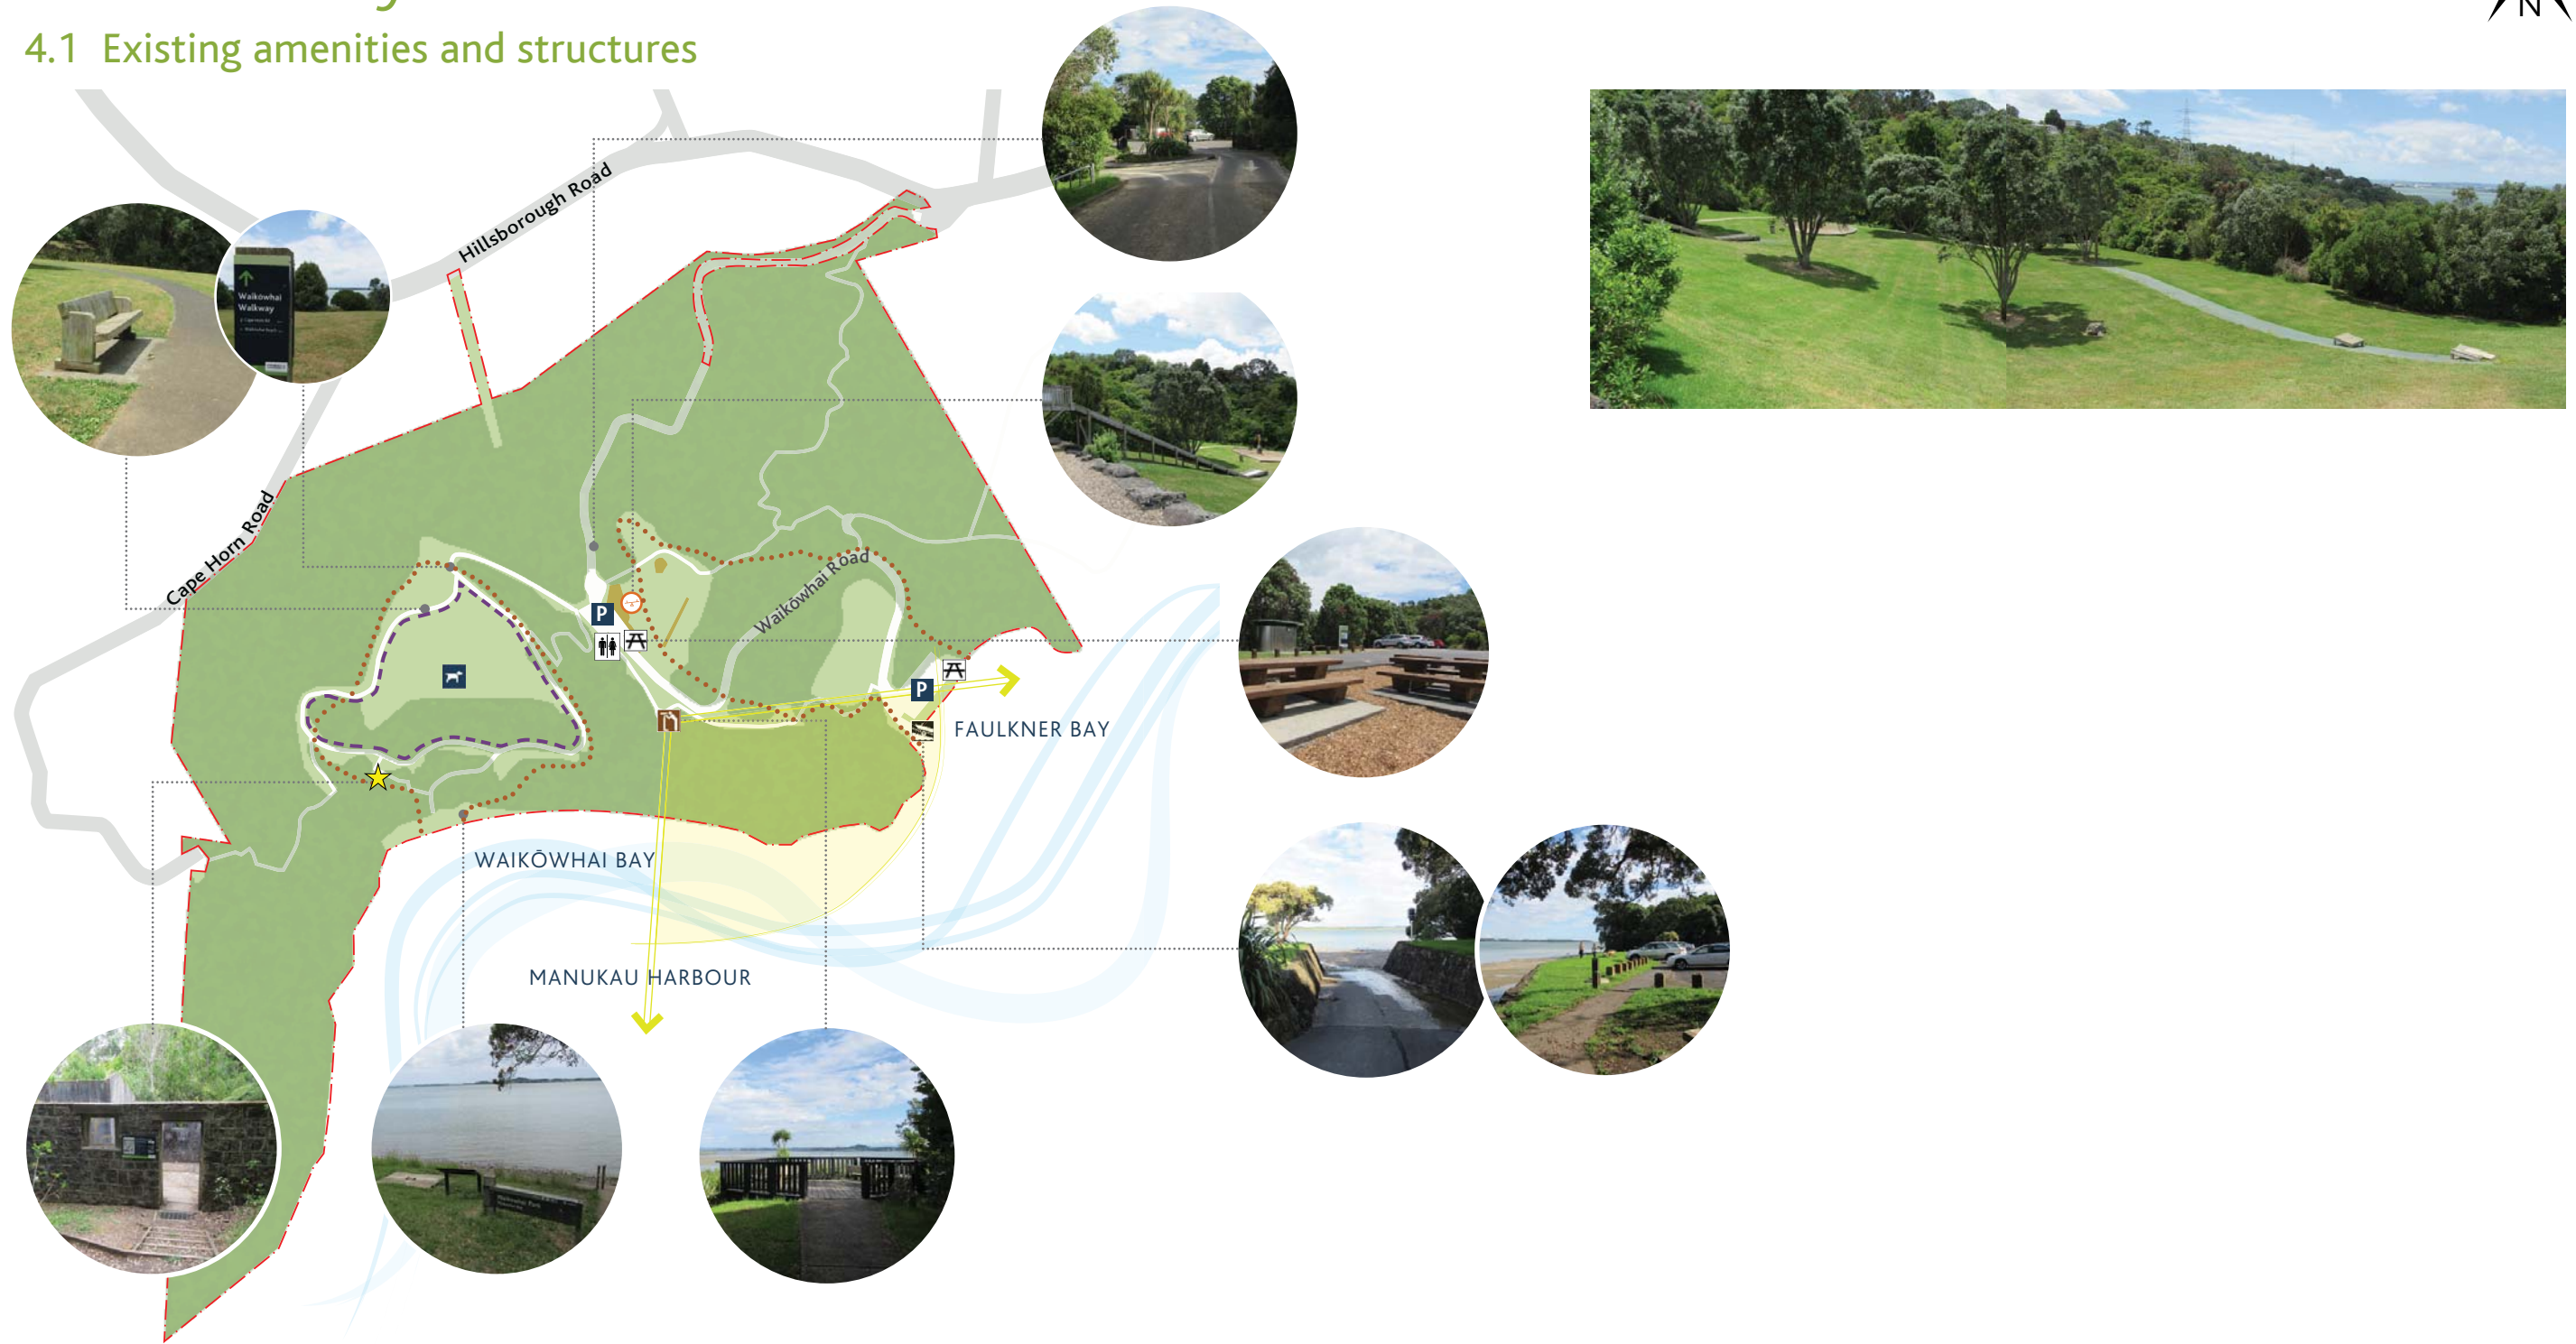 4.1 Existing amenities and structures
N
Hillsborough Road
Waikōwhai
Walkway
Cape Horn Road
Waikōwhai Road
P
P
FAULKNER BAY
WAIKŌWHAI BAY
MANUKAU HARBOUR